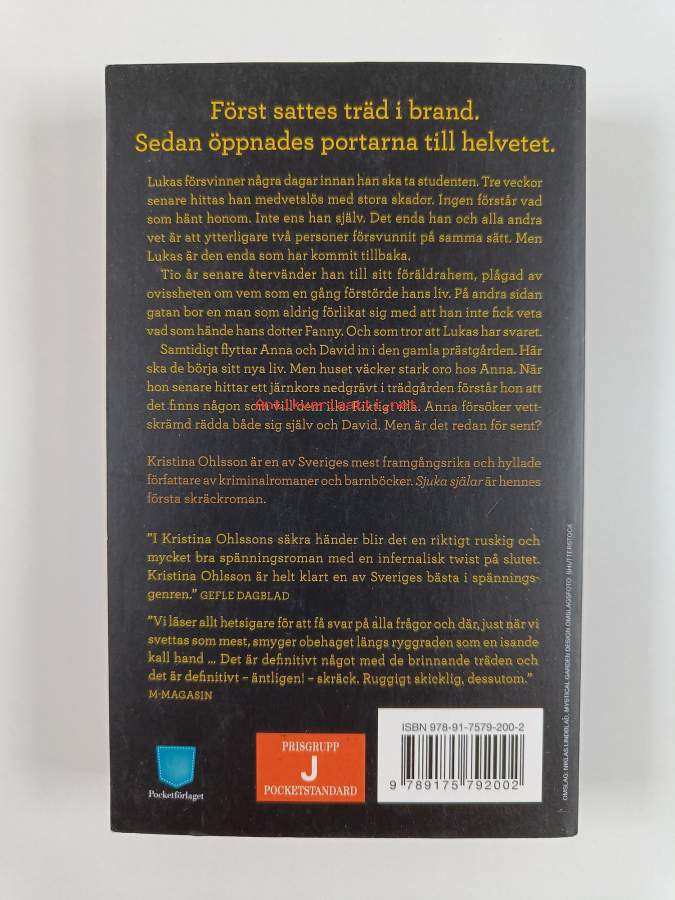 Först sattes träd i brand.
Sedan öppnades portarna till helvetet.
Lukas försvinner några dagar innan han ska ta studenten. Tre veckor
senare hittas han medvetslös med stora skador. Ingen förstår vad
som hänt honom. Inte ens han själv. Det enda han och alla andra
vet är att ytterligare två personer försvunnit på samma sätt. Men
Lukas är den enda som har kommit tillbaka.
Tio år senare återvänder han till sitt föräldrahem, plågad av
ovissheten om vem som en gång förstörde hans liv. På andra sidan
gatan bor en man som aldrig förlikat sig med att han inte fick veta
vad som hände hans dotter Fanny. Och som tror att Lukas har svaret.
Samtidigt flyttar Anna och David in i den gamla prästgården. Här
ska de börja sitt nya liv. Men huset väcker stark oro hos Anna. När
hon senare hittar ett järnkors nedgrävt i trädgården förstår hon att
det finns någon som vill dem illa. Riktigt illa. Anna försöker vett-
skrämd rädda både sig själv och David. Men är det redan för sent?
Antikvariaatti.net
Kristina Ohlsson är en av Sveriges mest framgångsrika och hyllade
författare av kriminalromaner och barnböcker. Sjuka själar är hennes
första skräckroman.
"I Kristina Ohlssons säkra händer blir det en riktigt ruskig och
mycket bra spänningsroman med en infernalisk twist på slutet.
Kristina Ohlsson är helt klart en av Sveriges bästa i spännings-
genren." GEFLE DAGBLAD
"Vi läser allt hetsigare för att få svar på alla frågor och där, just när vi
svettas som mest, smyger obehaget längs ryggraden som en isande
kall hand ... Det är definitivt något med de brinnande träden och
det är definitivt – äntligen! – skräck. Ruggigt skicklig, dessutom."
M-MAGASIN
Pocketförlaget
PRISGRUPP
J
POCKETSTANDARD
ISBN 978-91-7579-200-2
9 789175 792002
OMSLAG: NIKLAS LINDBLAD, MYSTICAL GARDEN DESIGN OMSLAGSFOTO: SHUTTERSTOCK